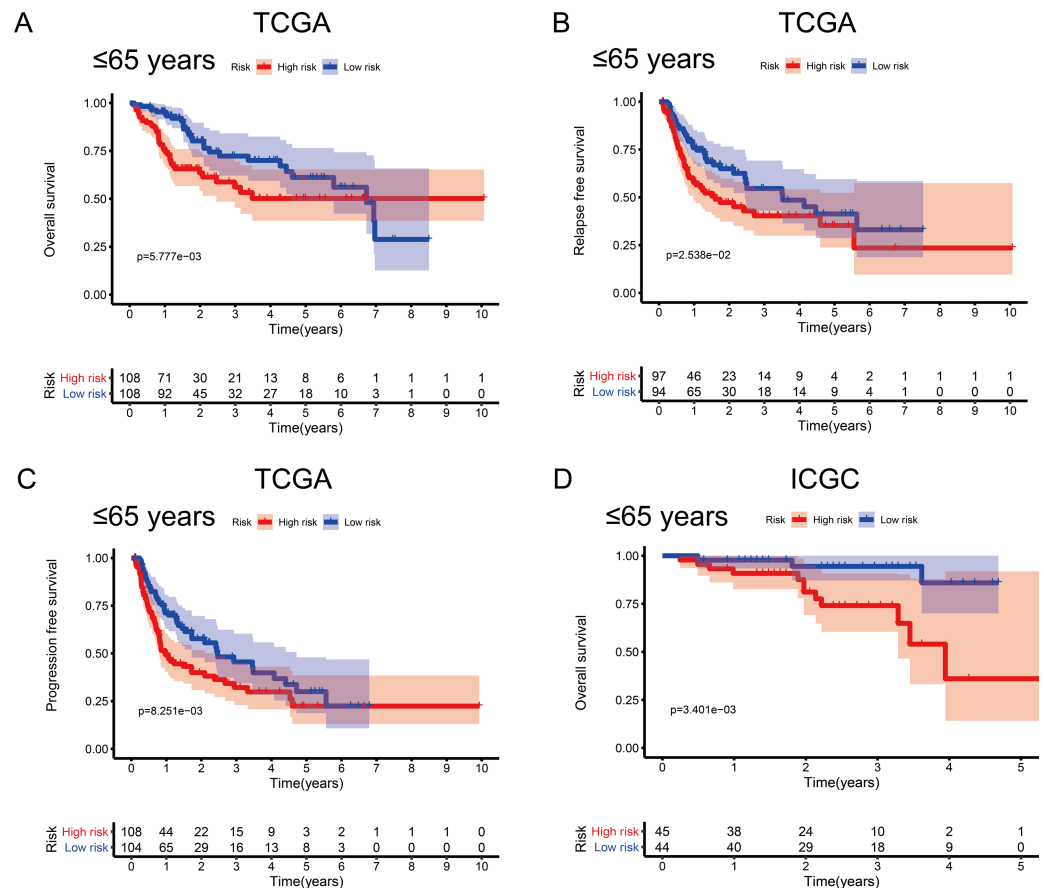 A
TCGA
≤65 years
Risk High risk Low risk
Overall survival
1.00
0.75
0.50
0.25
0.00
p=5.777e−03
0 1 2 3 4 5 6 7 8 9 10
Time(years)
Risk
High risk 108 71 30 21 13 8 6 1 1 1 1
Low risk 108 92 45 32 27 18 10 3 1 0 0
0 1 2 3 4 5 6 7 8 9 10
Time(years)
B
TCGA
≤65 years
Risk High risk Low risk
Relapse free survival
1.00
0.75
0.50
0.25
0.00
p=2.538e−02
0 1 2 3 4 5 6 7 8 9 10
Time(years)
Risk
High risk 97 46 23 14 9 4 2 1 1 1 1
Low risk 94 65 30 18 14 9 4 1 0 0 0
0 1 2 3 4 5 6 7 8 9 10
Time(years)
C
TCGA
≤65 years
Risk High risk Low risk
Progression free survival
1.00
0.75
0.50
0.25
0.00
p=8.251e−03
0 1 2 3 4 5 6 7 8 9 10
Time(years)
Risk
High risk 108 44 22 15 9 3 2 1 1 1 0
Low risk 104 65 29 16 13 8 3 0 0 0 0
0 1 2 3 4 5 6 7 8 9 10
Time(years)
D
ICGC
≤65 years
Risk High risk Low risk
Overall survival
1.00
0.75
0.50
0.25
0.00
p=3.401e−03
0 1 2 3 4 5
Time(years)
Risk
High risk 45 38 24 10 2 1
Low risk 44 40 29 18 9 0
0 1 2 3 4 5
Time(years)